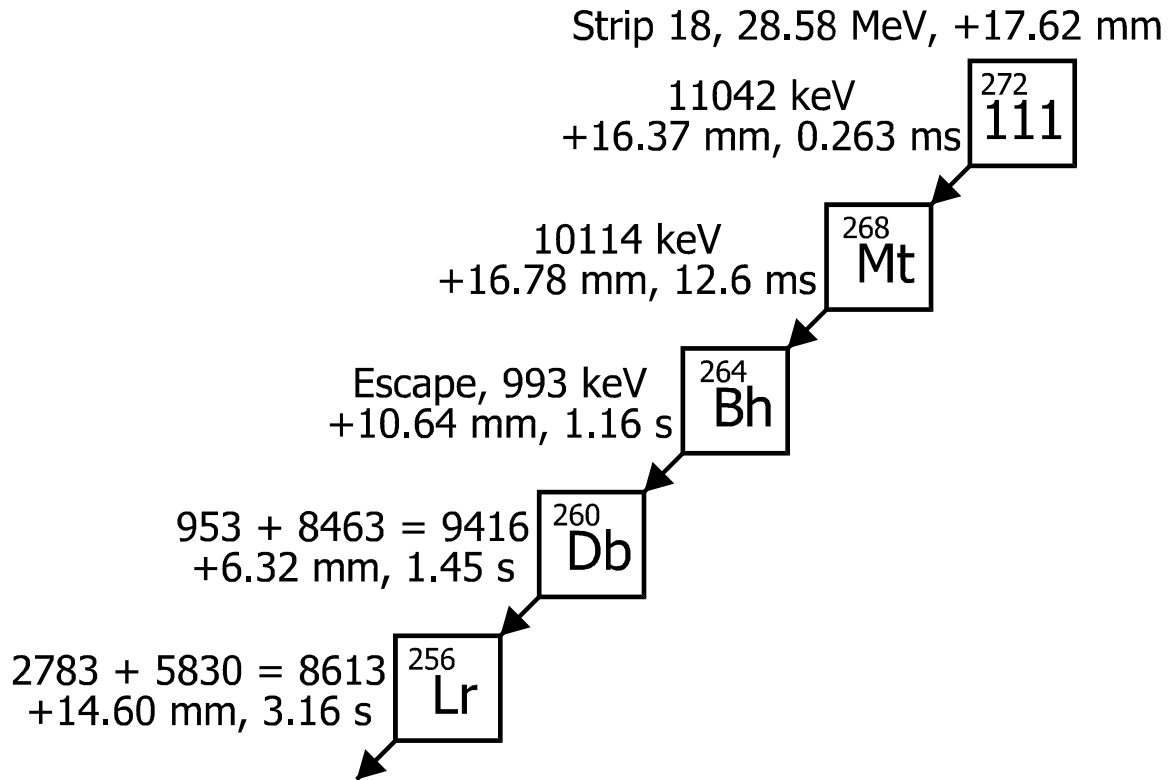 Strip 18, 28.58 MeV, +17.62 mm
11042 keV
+16.37 mm, 0.263 ms
272
111
10114 keV
+16.78 mm, 12.6 ms
268
Mt
Escape, 993 keV
+10.64 mm, 1.16 s
264
Bh
953 + 8463 = 9416
+6.32 mm, 1.45 s
260
Db
2783 + 5830 = 8613
+14.60 mm, 3.16 s
256
Lr